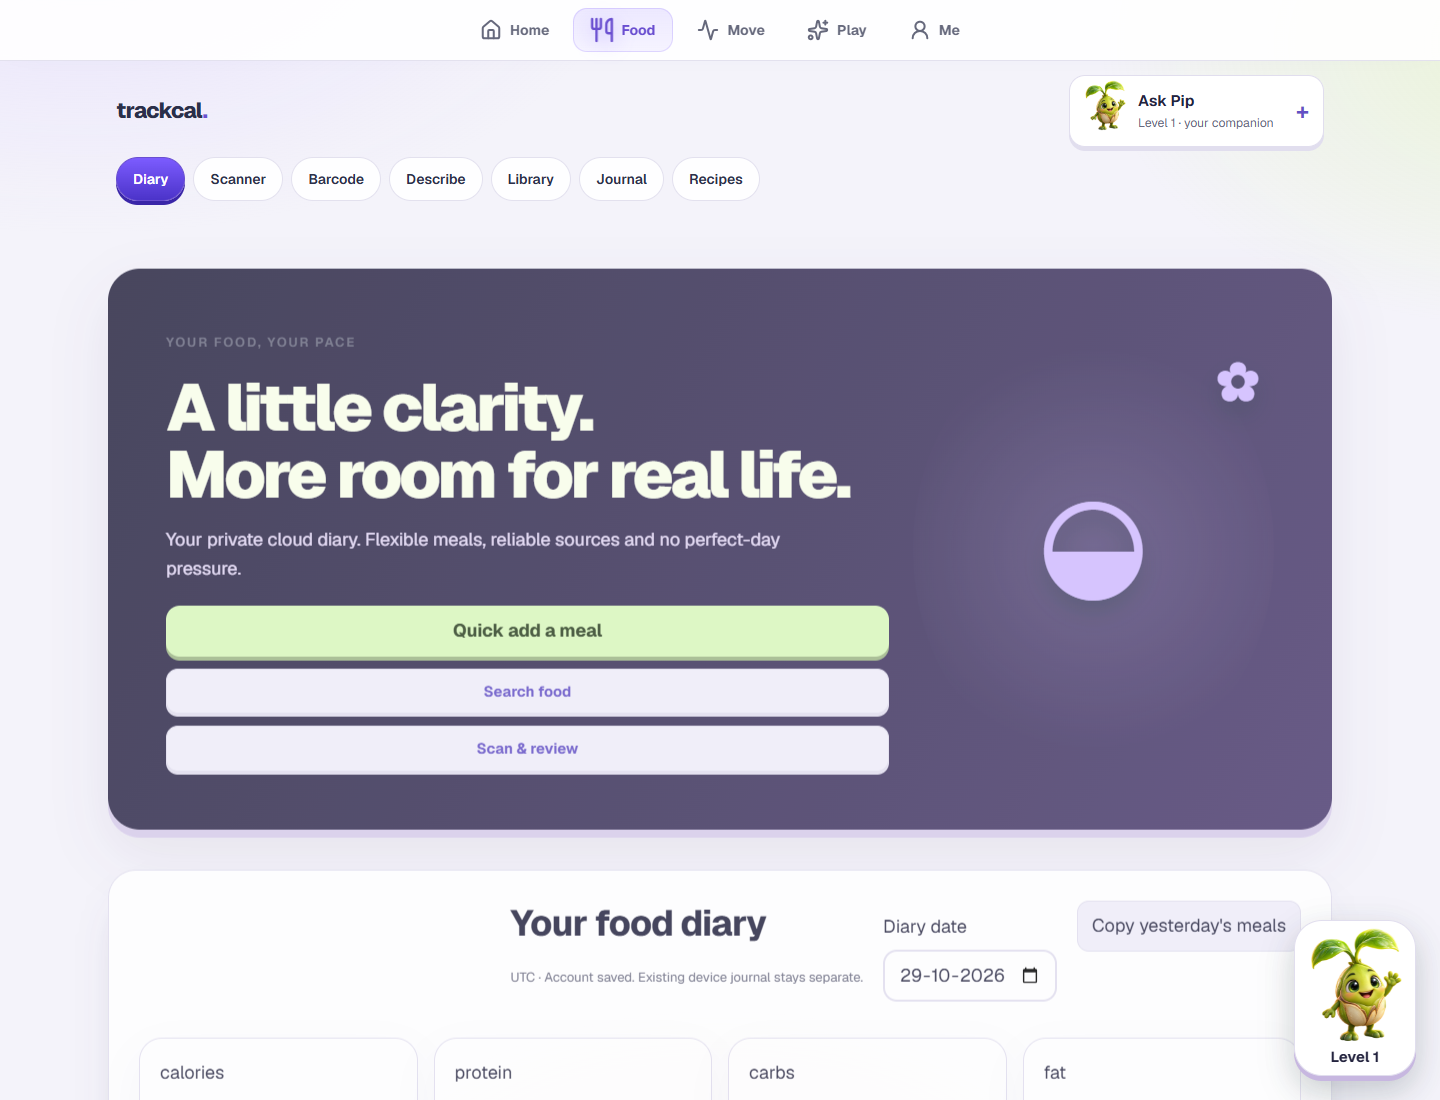 Home
Food
Move
Play
Me
trackcal.
Ask Pip
Level 1 · your companion
+
Diary
Scanner
Barcode
Describe
Library
Journal
Recipes
YOUR FOOD, YOUR PACE
A little clarity.
More room for real life.
Your private cloud diary. Flexible meals, reliable sources and no perfect-day
pressure.
Quick add a meal
Search food
Scan & review
Your food diary
UTC · Account saved. Existing device journal stays separate.
Diary date
29-10-2026
Copy yesterday's meals
calories
protein
carbs
fat
Level 1